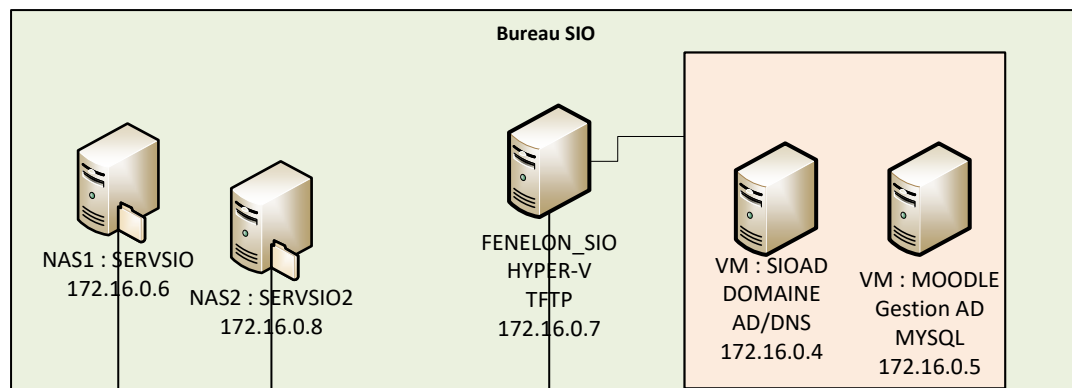 Bureau SIO
NAS1 : SERVSIO
172.16.0.6
NAS2 : SERVSIO2
172.16.0.8
FENELON_SIO
HYPER-V
TFTP
172.16.0.7
VM : SIOAD
DOMAINE
AD/DNS
172.16.0.4
VM : MOODLE
Gestion AD
MYSQL
172.16.0.5